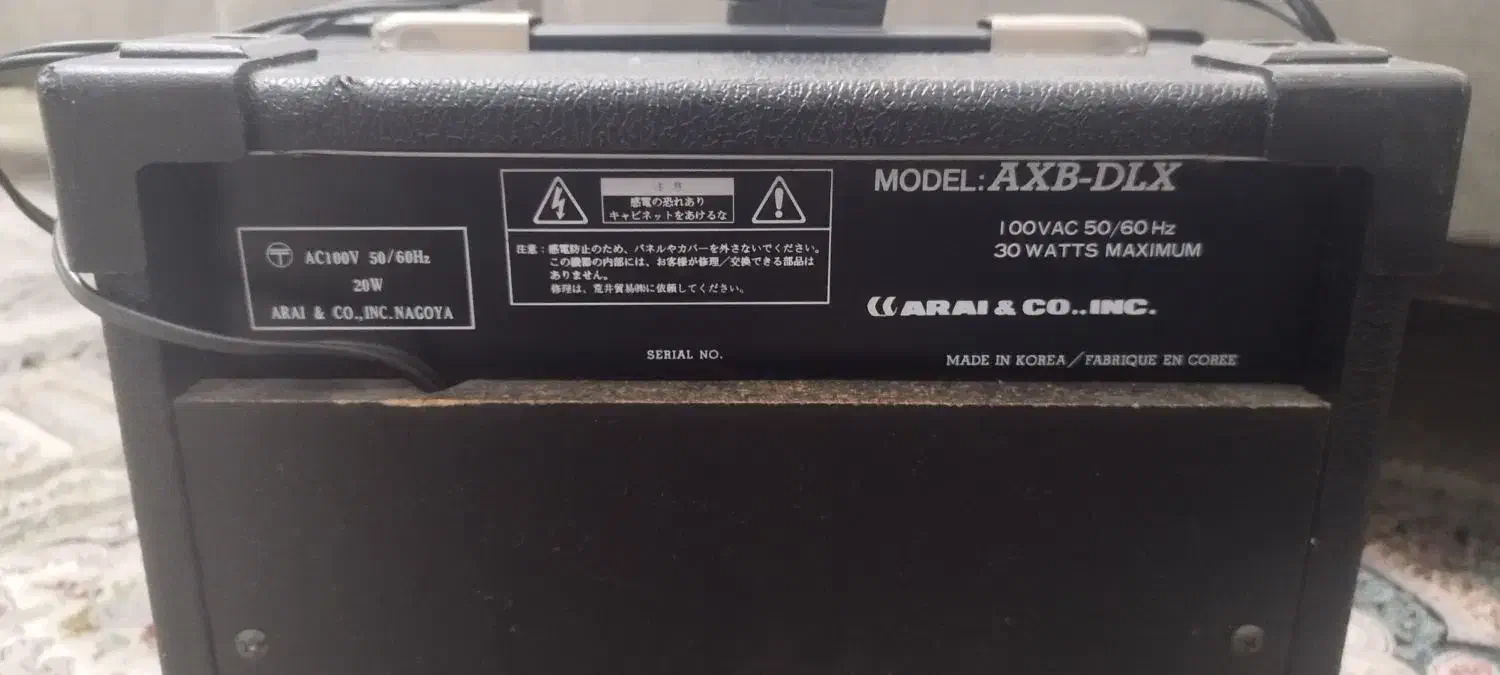 AC100V 50/60Hz
20W
ARAI & CO.,INC.NAGOYA
注意
感電の恐れあり
キャビネットをあけるな
注意：感電防止のため、パネルやカバーを外さないでください。
この機器の内部には、お客様が修理／交換できる部品は
ありません。
修理は、荒井貿易㈱に依頼してください。
SERIAL NO.
MODEL: AXB-DLX
100VAC 50/60 Hz
30 WATTS MAXIMUM
ARAI & CO..INC.
MADE IN KOREA／FABRIQUE EN CORÉE